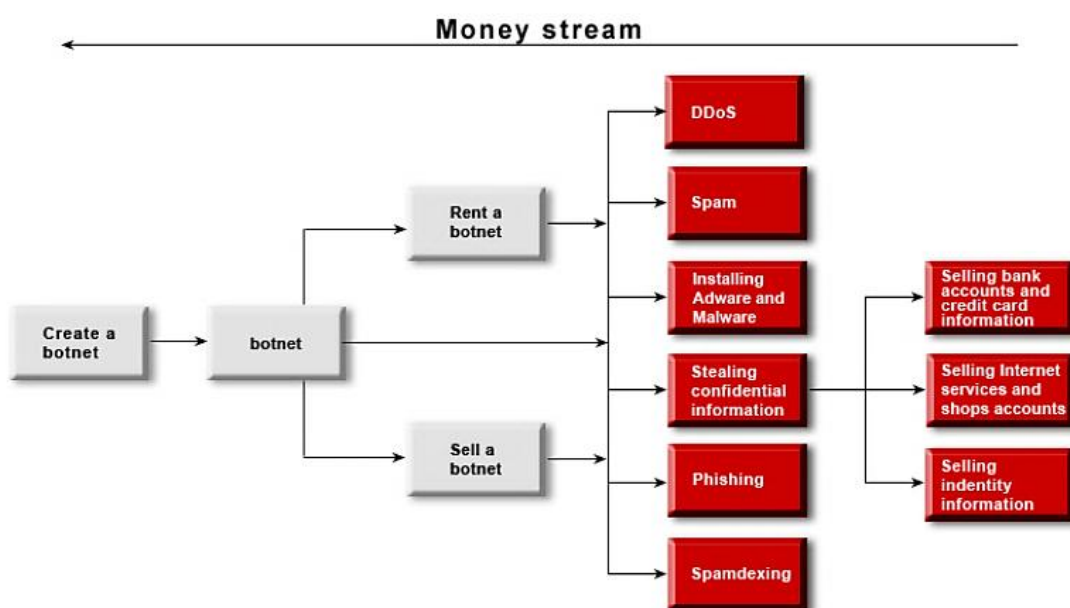 Money stream
DDoS
Spam
Rent a
botnet
Installing
Adware and
Malware
Selling bank
accounts and
credit card
information
Create a
botnet
botnet
Stealing
confidential
information
Selling Internet
services and
shops accounts
Sell a
botnet
Phishing
Selling
indentity
information
Spamdexing